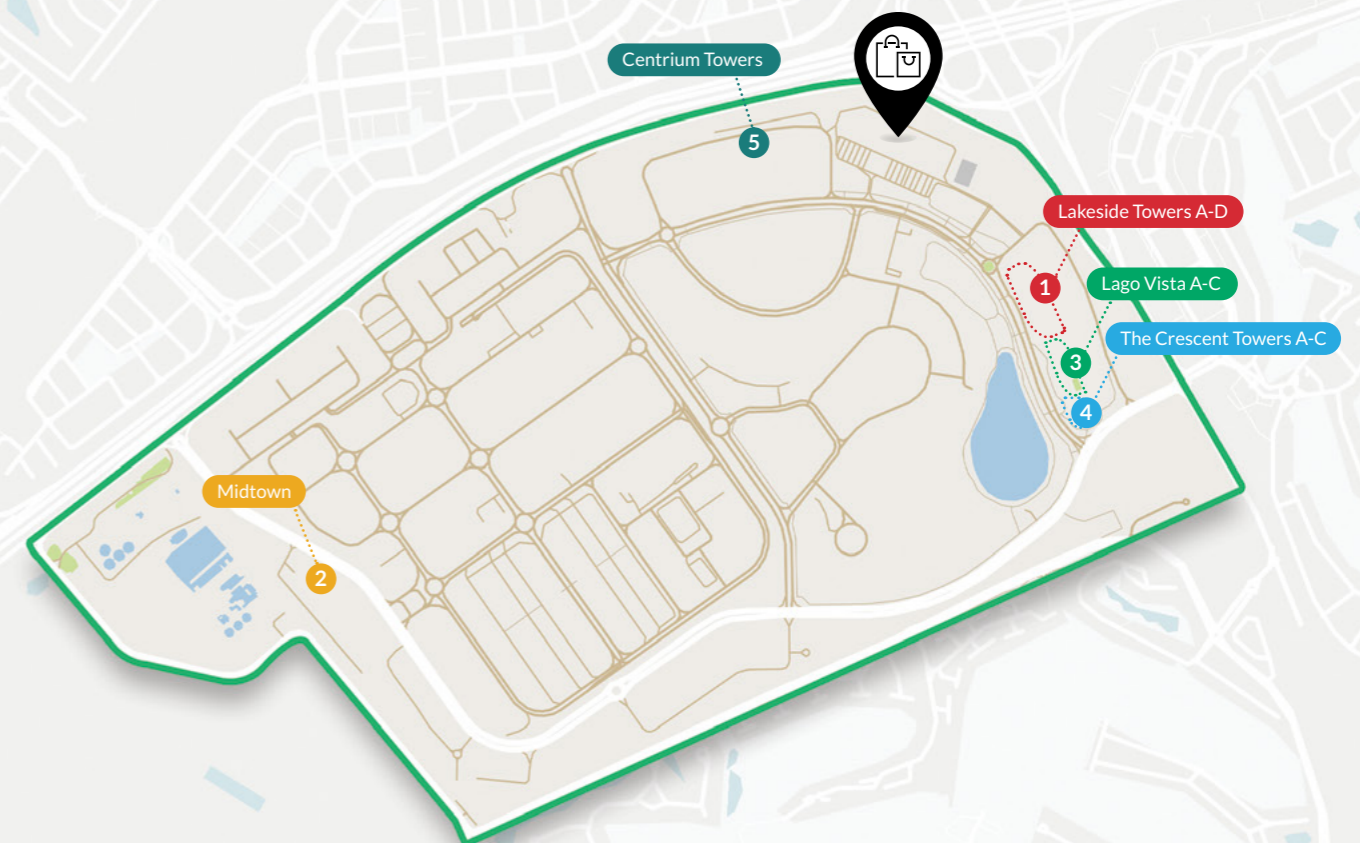 Centrium Towers
5
Lakeside Towers A-D
1
Lago Vista A-C
The Crescent Towers A-C
3
4
Midtown
2